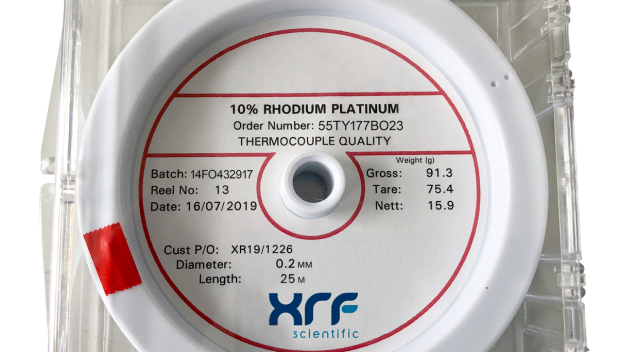 10% RHODIUM PLATINUM
Order Number: 55TY177BO23
THERMOCOUPLE QUALITY
Batch: 14FO432917
Reel No: 13
Date: 16/07/2019
Weight (g)
Gross: 91.3
Tare: 75.4
Nett: 15.9
Cust P/O: XR19/1226
Diameter: 0.2 MM
Length: 25 M
XRF
scientific